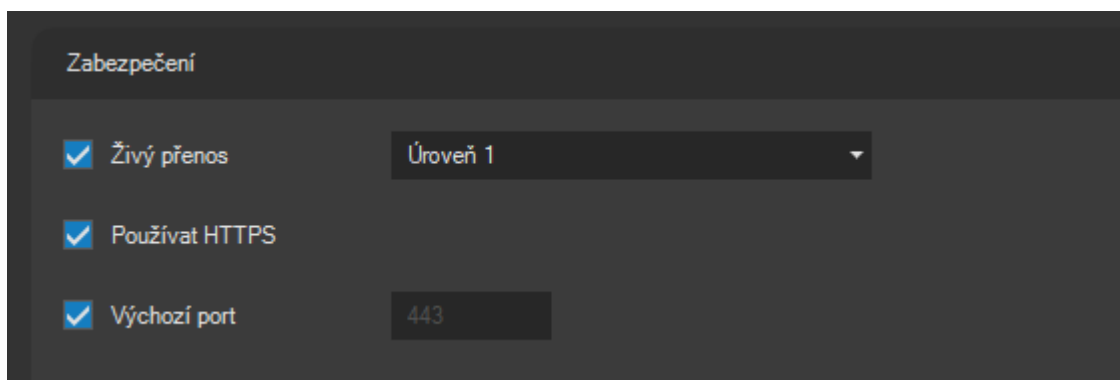 Zabezpečení
Živý přenos Úroveň 1
Používat HTTPS
Výchozí port 443